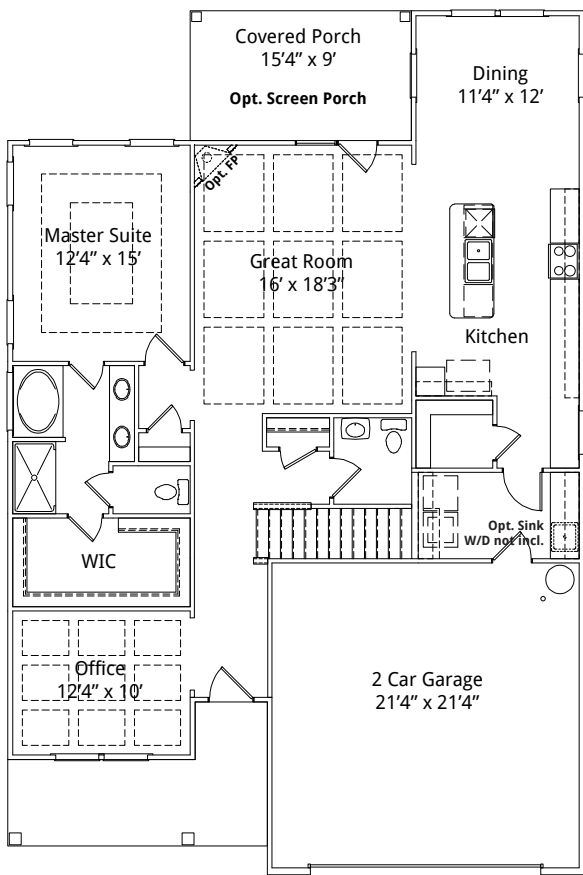 Covered Porch
15'4" x 9'
Opt. Screen Porch
Dining
11'4" x 12'
Opt. FP
Master Suite
12'4" x 15'
Great Room
16' x 18'3"
Kitchen
Opt. Sink
W/D not incl.
WIC
Office
12'4" x 10'
2 Car Garage
21'4" x 21'4"